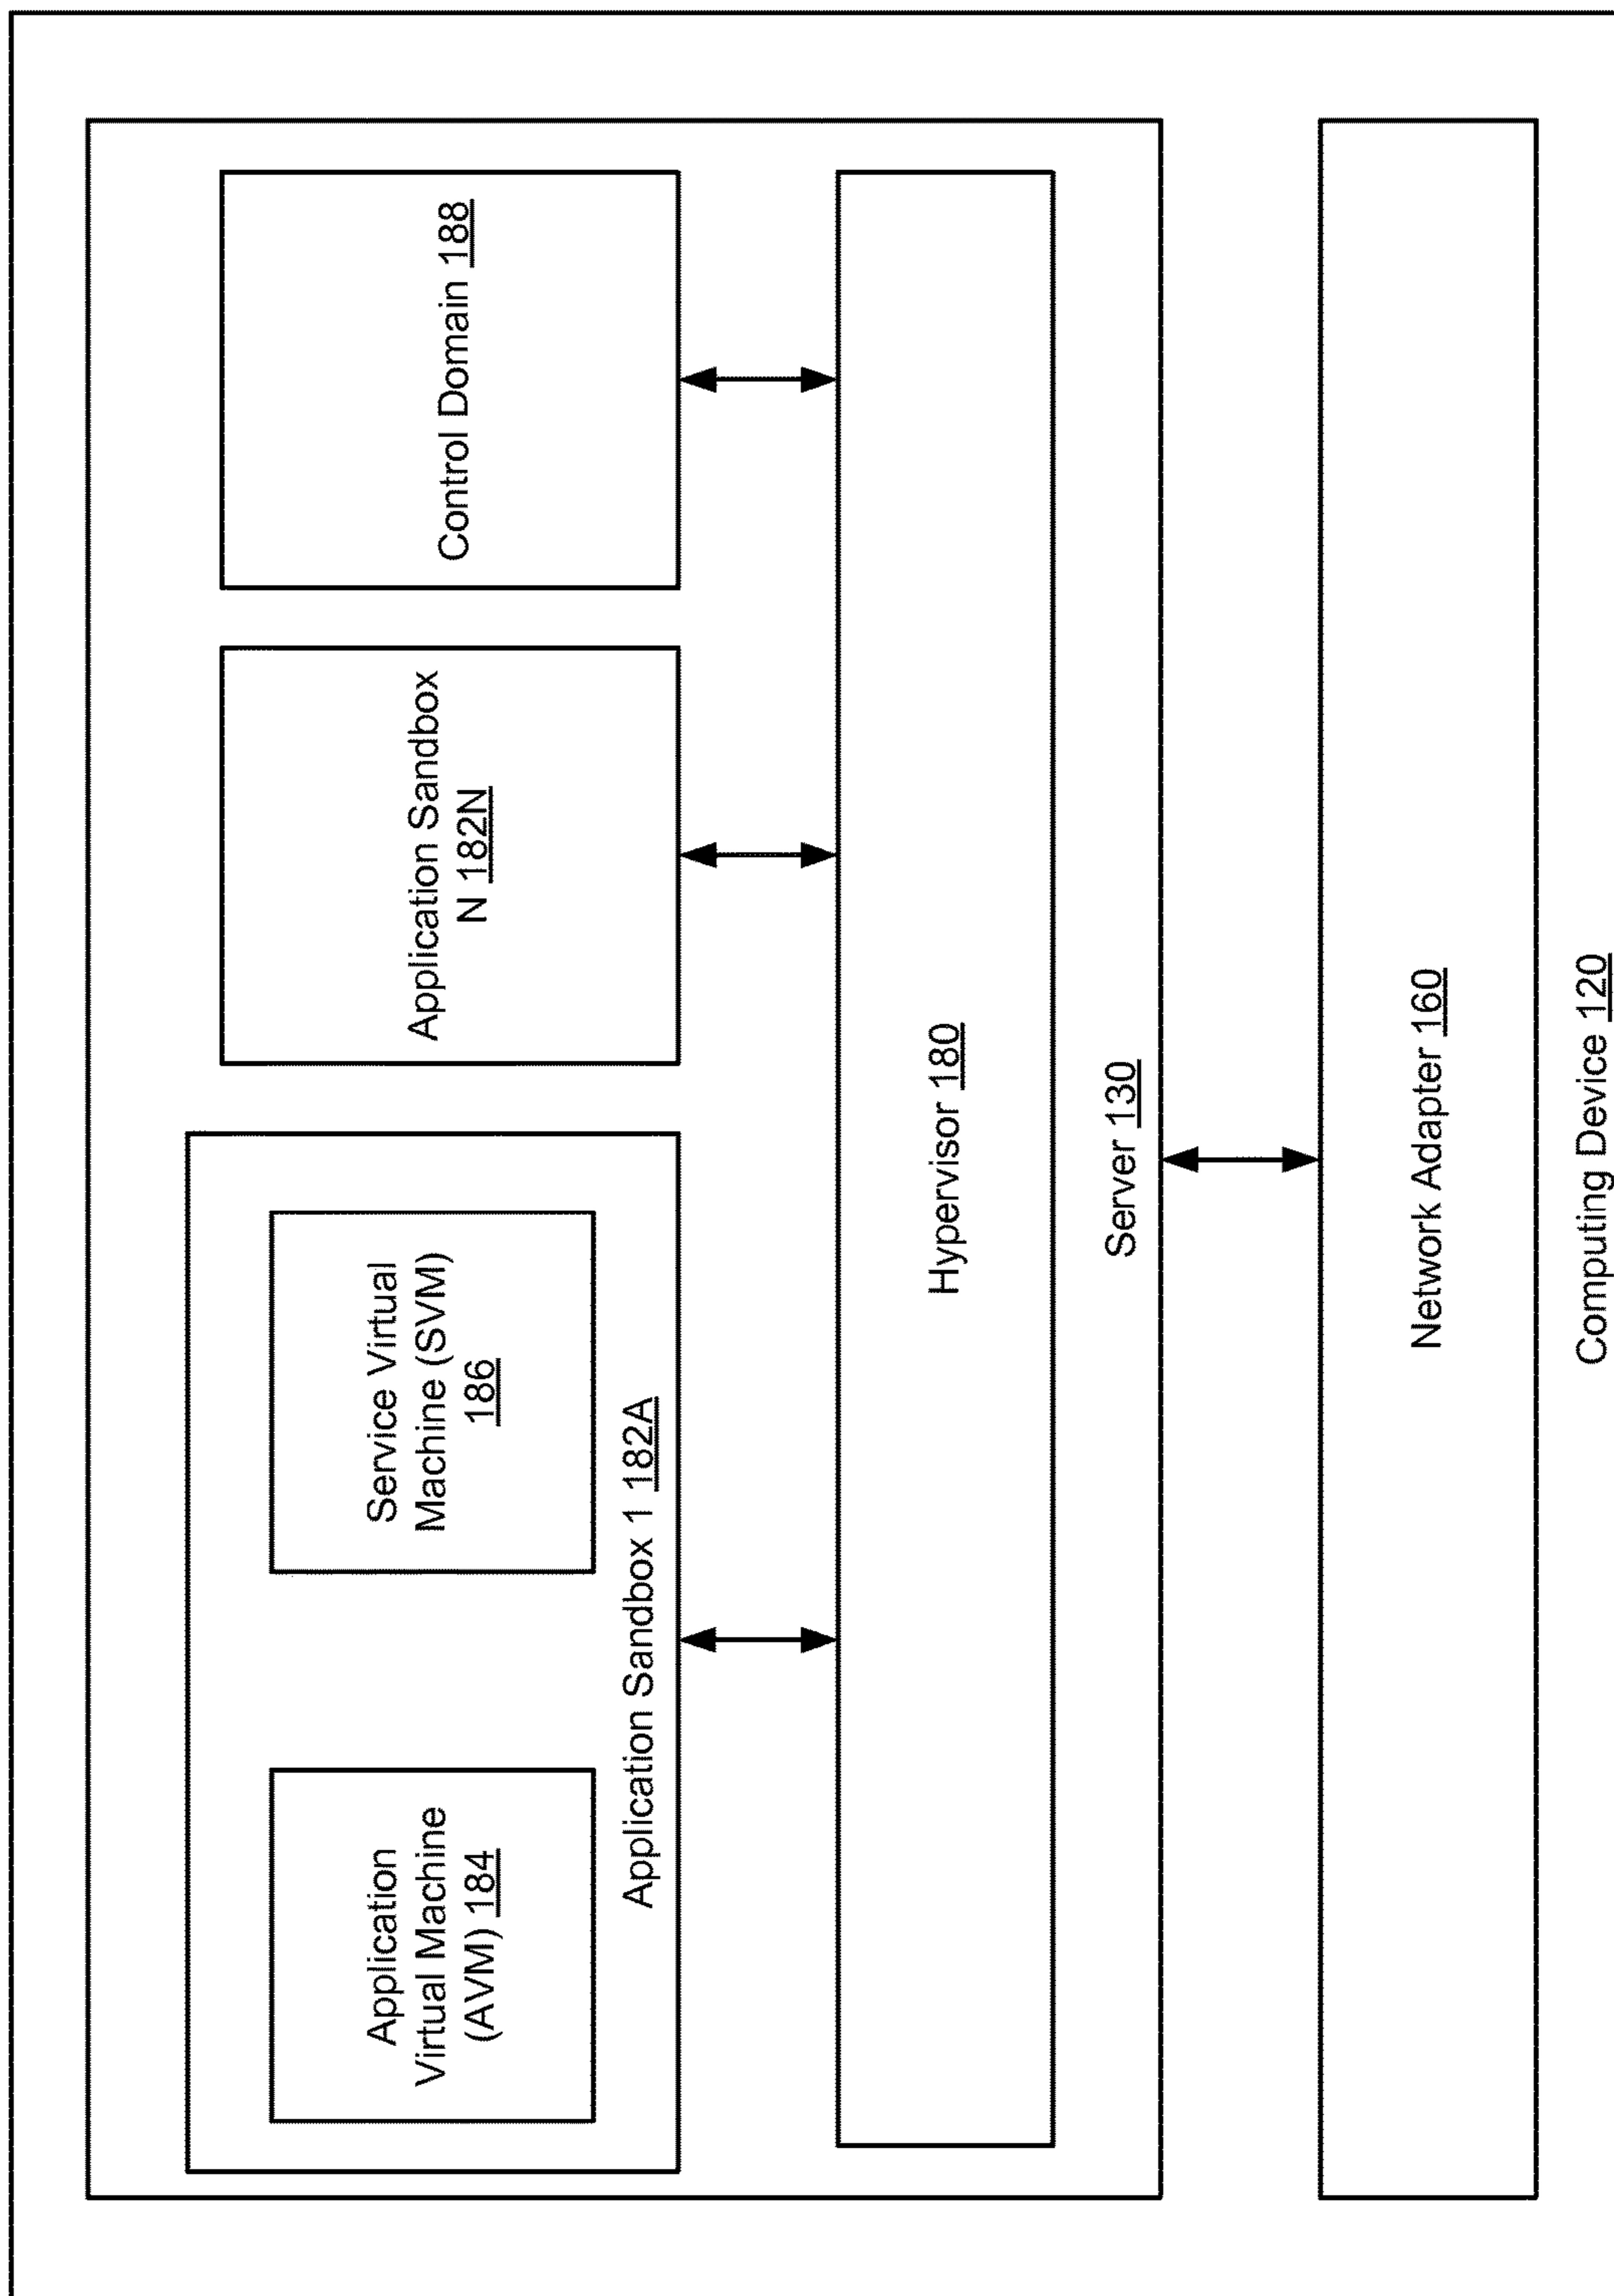 Application
Virtual Machine
(AVM) 184
Service Virtual
Machine (SVM)
186
Application Sandbox 1 182A
Application Sandbox
N 182N
Control Domain 188
Hypervisor 180
Server 130
Network Adapter 160
Computing Device 120